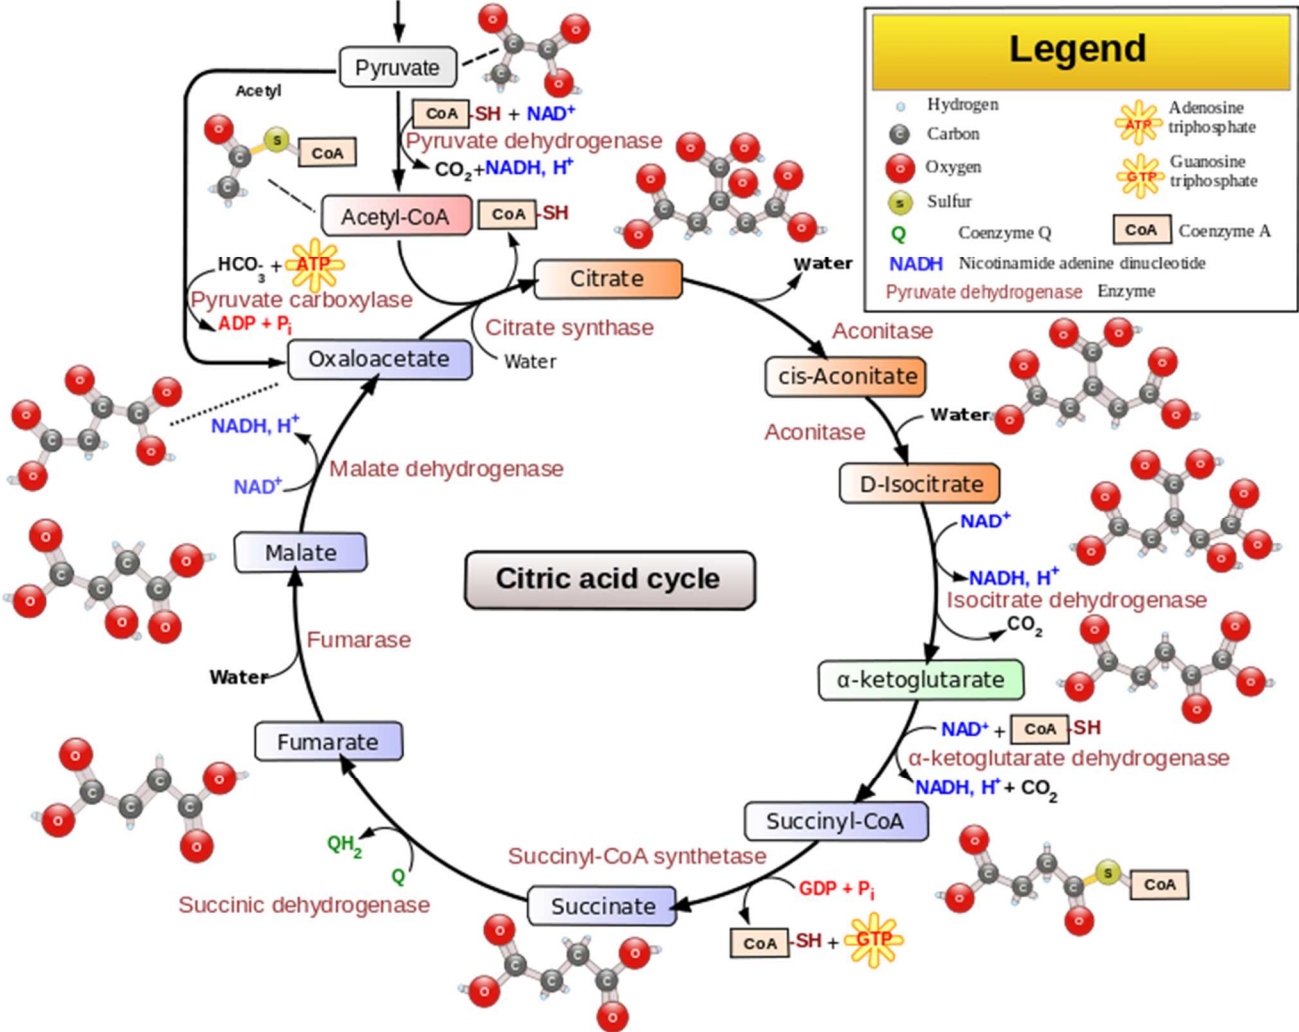 Pyruvate
Acetyl
CoA -SH + NAD⁺
Pyruvate dehydrogenase
CO₂+NADH, H⁺
S CoA
Acetyl-CoA
CoA -SH
HCO₃⁻ + ATP
Pyruvate carboxylase
ADP + Pᵢ
Citrate
Water
Citrate synthase
Water
Oxaloacetate
Aconitase
cis-Aconitate
Water
Aconitase
D-Isocitrate
NAD⁺
NADH, H⁺
Isocitrate dehydrogenase
CO₂
α-ketoglutarate
NAD⁺ + CoA -SH
α-ketoglutarate dehydrogenase
NADH, H⁺ + CO₂
Succinyl-CoA
S CoA
Succinyl-CoA synthetase
GDP + Pᵢ
CoA -SH + GTP
Succinate
QH₂
Q
Succinic dehydrogenase
Fumarate
Water
Fumarase
Malate
NADH, H⁺
NAD⁺
Malate dehydrogenase
Citric acid cycle
Legend
Hydrogen
C Carbon
O Oxygen
S Sulfur
Q Coenzyme Q
NADH Nicotinamide adenine dinucleotide
Pyruvate dehydrogenase Enzyme
ATP Adenosine
triphosphate
GTP Guanosine
triphosphate
CoA Coenzyme A